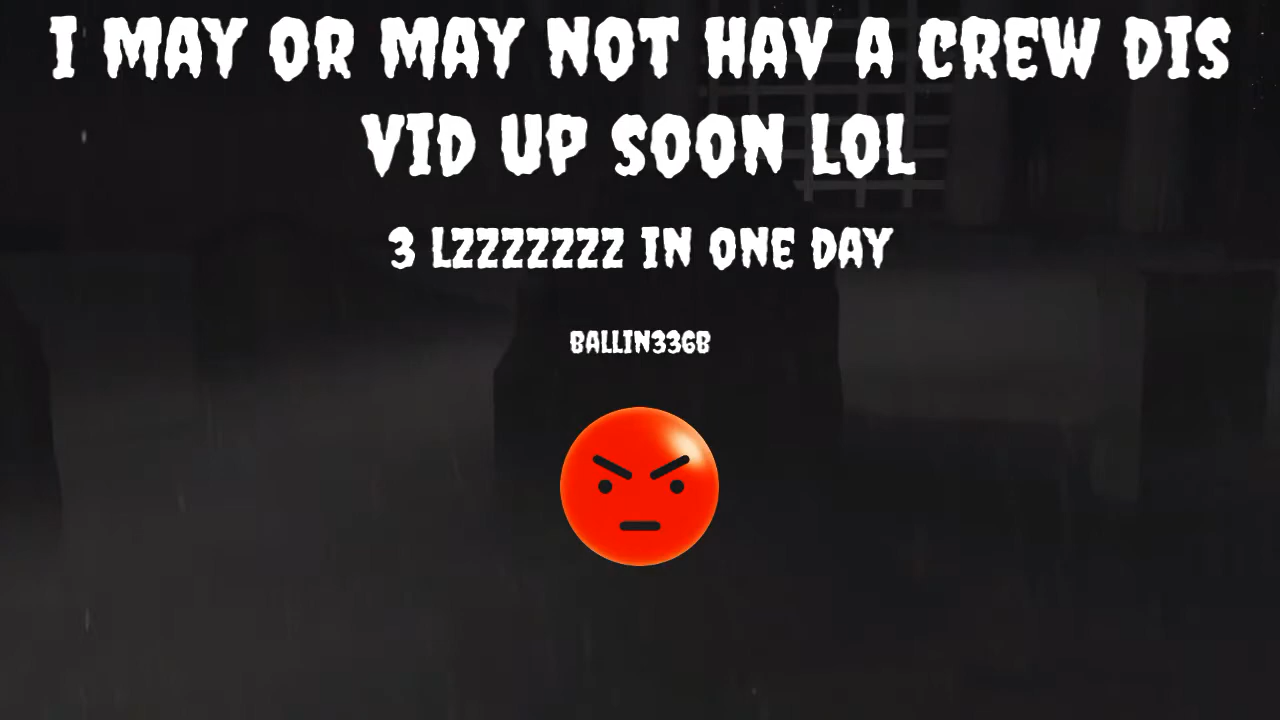 I MAY OR MAY NOT HAV A CREW DIS
VID UP SOON LOL
3 LZZZZZZZ IN ONE DAY
BALLIN336B